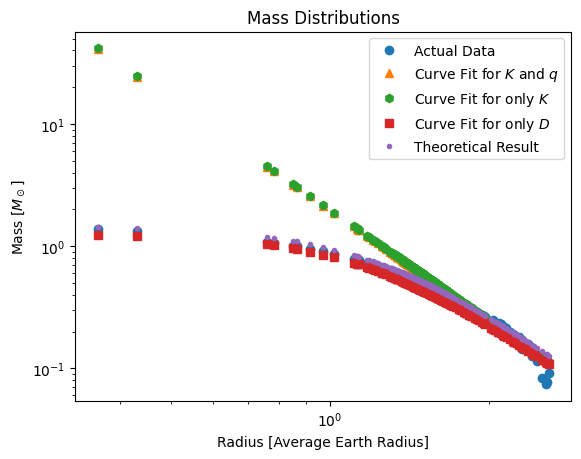 Mass Distributions
Actual Data
Curve Fit for K and q
Curve Fit for only K
Curve Fit for only D
Theoretical Result
Mass [M⊙]
10¹
10⁰
10⁻¹
10⁰
Radius [Average Earth Radius]